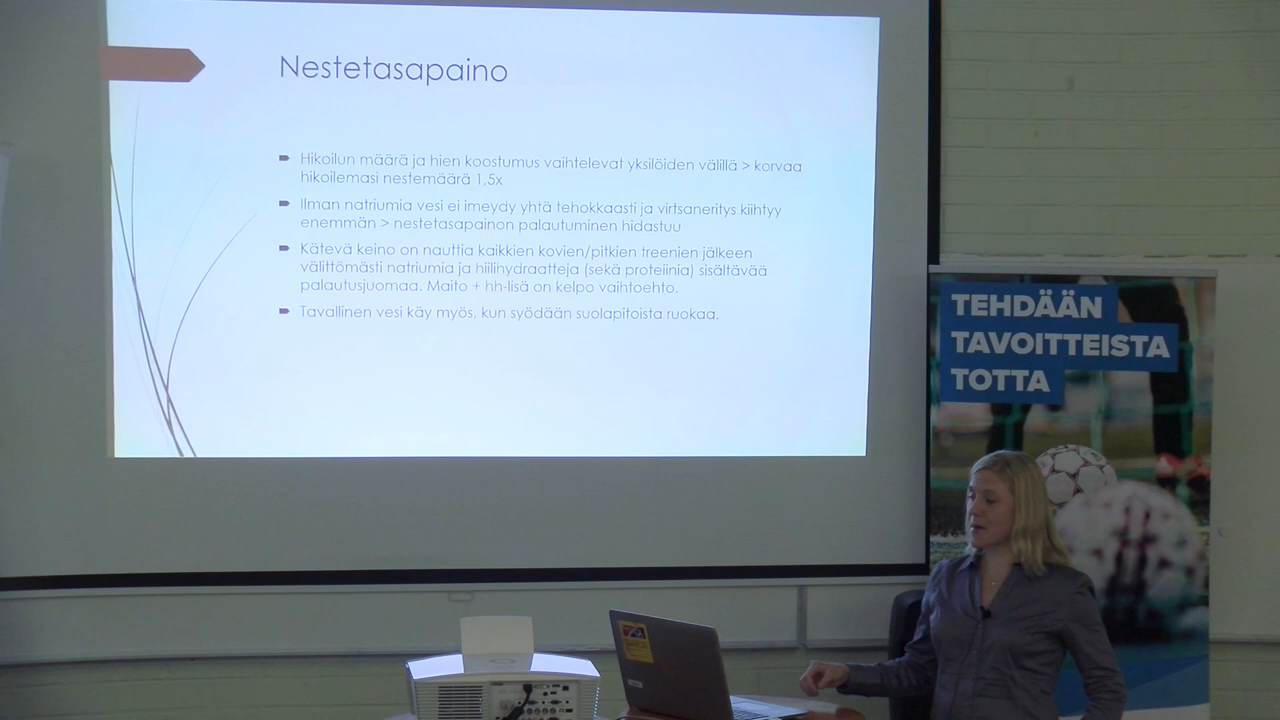 Nestetasapaino
Hikoilun määrä ja hien koostumus vaihtelevat yksilöiden välillä > korvaa
hikoilemasi nestemäärä 1,5x
Ilman natriumia vesi ei imeydy yhtä tehokkaasti ja virtsaneritys kiihtyy
enemmän > nestetasapainon palautuminen hidastuu
Kätevä keino on nauttia kaikkien kovien/pitkien treenien jälkeen
välittömästi natriumia ja hiilihydraatteja (sekä proteiinia) sisältävää
palautusjuomaa. Maito + hh-lisä on kelpo vaihtoehto.
Tavallinen vesi käy myös, kun syödään suolapitoista ruokaa.
TEHDÄÄN
TAVOITTEISTA
TOTTA